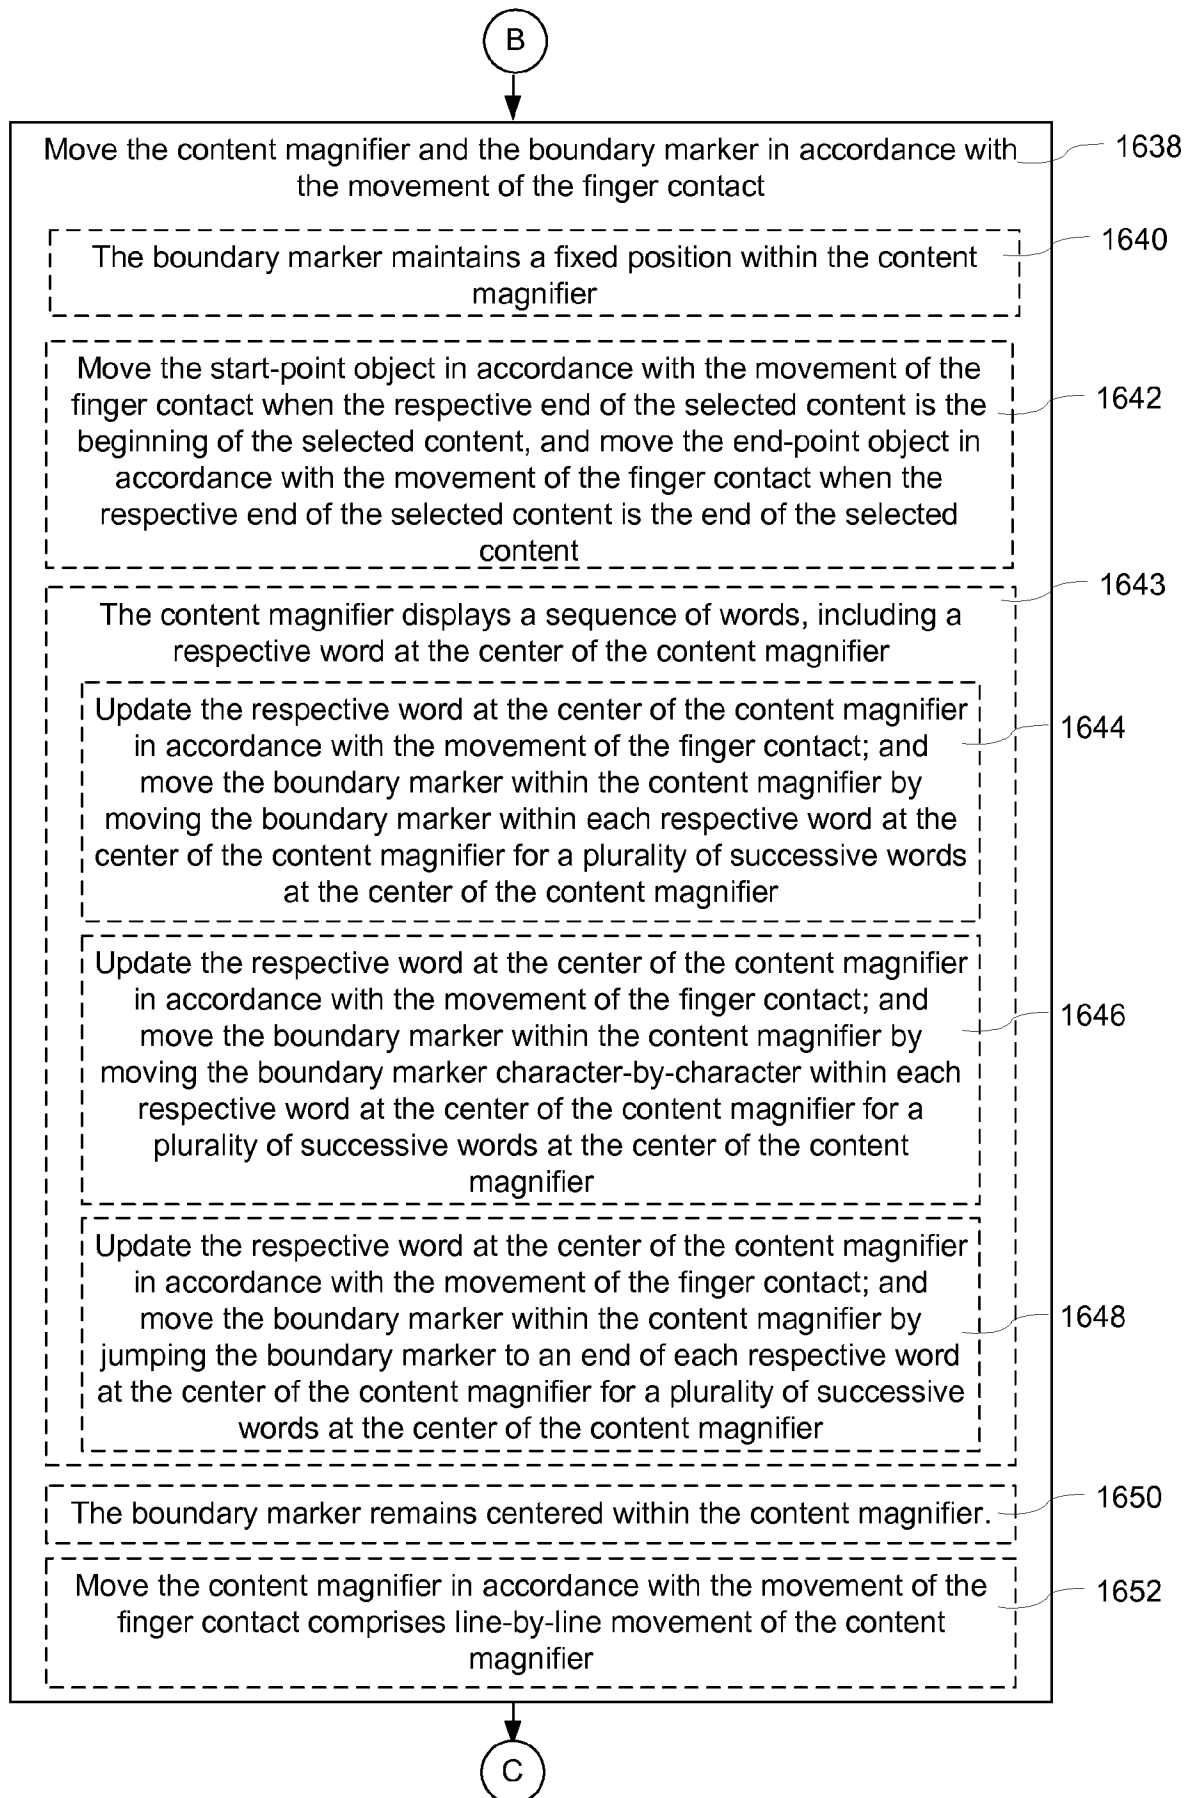 B
Move the content magnifier and the boundary marker in accordance with
the movement of the finger contact
1638
The boundary marker maintains a fixed position within the content
magnifier
1640
Move the start-point object in accordance with the movement of the
finger contact when the respective end of the selected content is the
beginning of the selected content, and move the end-point object in
accordance with the movement of the finger contact when the
respective end of the selected content is the end of the selected
content
1642
1643
The content magnifier displays a sequence of words, including a
respective word at the center of the content magnifier
Update the respective word at the center of the content magnifier
in accordance with the movement of the finger contact; and
move the boundary marker within the content magnifier by
moving the boundary marker within each respective word at the
center of the content magnifier for a plurality of successive words
at the center of the content magnifier
1644
Update the respective word at the center of the content magnifier
in accordance with the movement of the finger contact; and
move the boundary marker within the content magnifier by
moving the boundary marker character-by-character within each
respective word at the center of the content magnifier for a
plurality of successive words at the center of the content
magnifier
1646
Update the respective word at the center of the content magnifier
in accordance with the movement of the finger contact; and
move the boundary marker within the content magnifier by
jumping the boundary marker to an end of each respective word
at the center of the content magnifier for a plurality of successive
words at the center of the content magnifier
1648
The boundary marker remains centered within the content magnifier.
1650
Move the content magnifier in accordance with the movement of the
finger contact comprises line-by-line movement of the content
magnifier
1652
C